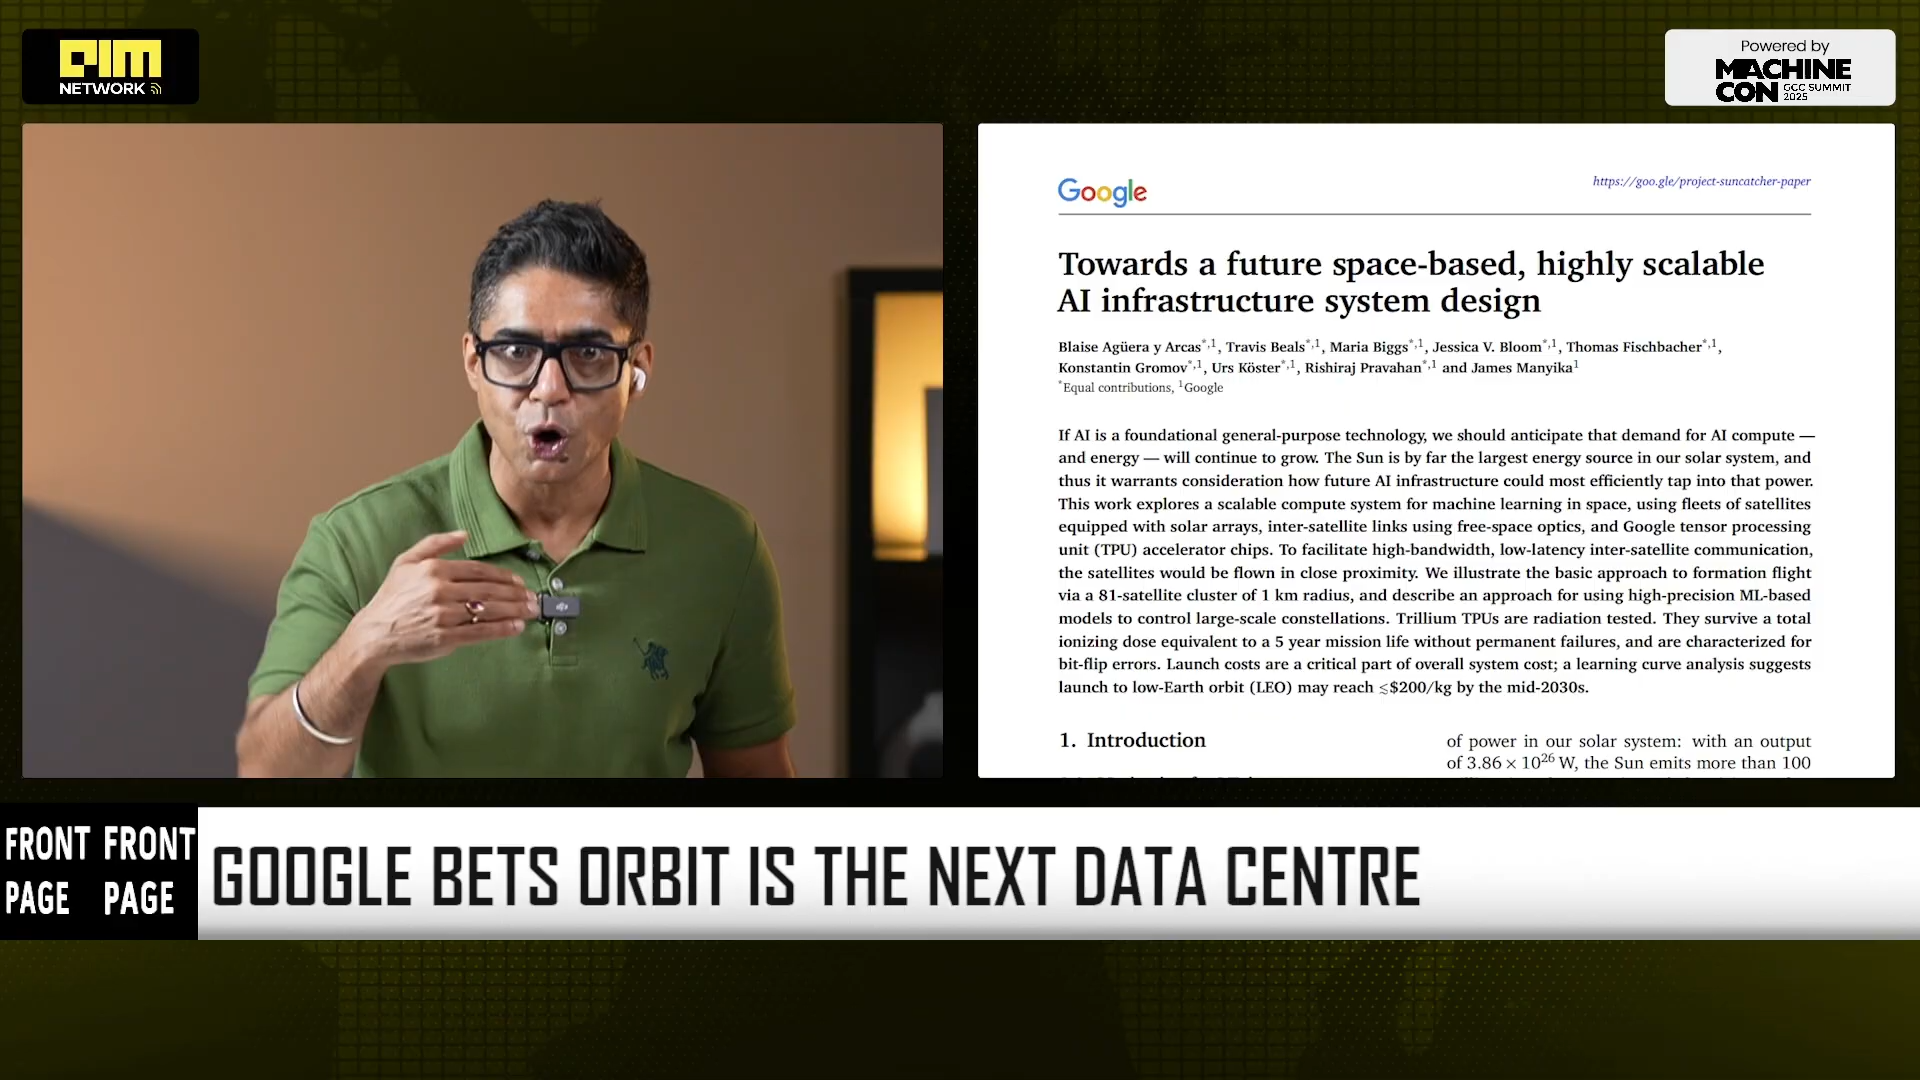 AIM
NETWORK
Powered by
MACHINE
CON GCC SUMMIT
2025
Google
https://goo.gle/project-suncatcher-paper
Towards a future space-based, highly scalable
AI infrastructure system design
Blaise Agüera y Arcas*,1, Travis Beals*,1, Maria Biggs*,1, Jessica V. Bloom*,1, Thomas Fischbacher*,1,
Konstantin Gromov*,1, Urs Köster*,1, Rishiraj Pravahan*,1 and James Manyika1
*Equal contributions, 1Google
If AI is a foundational general-purpose technology, we should anticipate that demand for AI compute —
and energy — will continue to grow. The Sun is by far the largest energy source in our solar system, and
thus it warrants consideration how future AI infrastructure could most efficiently tap into that power.
This work explores a scalable compute system for machine learning in space, using fleets of satellites
equipped with solar arrays, inter-satellite links using free-space optics, and Google tensor processing
unit (TPU) accelerator chips. To facilitate high-bandwidth, low-latency inter-satellite communication,
the satellites would be flown in close proximity. We illustrate the basic approach to formation flight
via a 81-satellite cluster of 1 km radius, and describe an approach for using high-precision ML-based
models to control large-scale constellations. Trillium TPUs are radiation tested. They survive a total
ionizing dose equivalent to a 5 year mission life without permanent failures, and are characterized for
bit-flip errors. Launch costs are a critical part of overall system cost; a learning curve analysis suggests
launch to low-Earth orbit (LEO) may reach ≲$200/kg by the mid-2030s.
1. Introduction
of power in our solar system: with an output
of 3.86 × 10^26 W, the Sun emits more than 100
FRONT FRONT
PAGE PAGE
GOOGLE BETS ORBIT IS THE NEXT DATA CENTRE